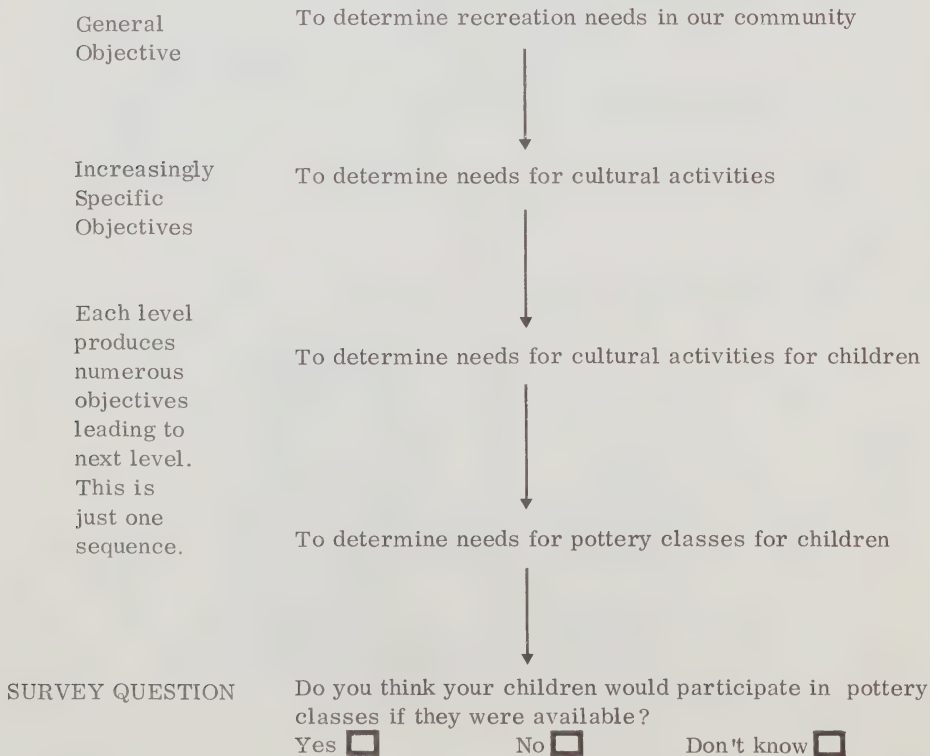 General
Objective
To determine recreation needs in our community
Increasingly
Specific
Objectives
To determine needs for cultural activities
Each level
produces
numerous
objectives
leading to
next level.
This is
just one
sequence.
To determine needs for cultural activities for children
To determine needs for pottery classes for children
SURVEY QUESTION
Do you think your children would participate in pottery
classes if they were available?
Yes No Don't know